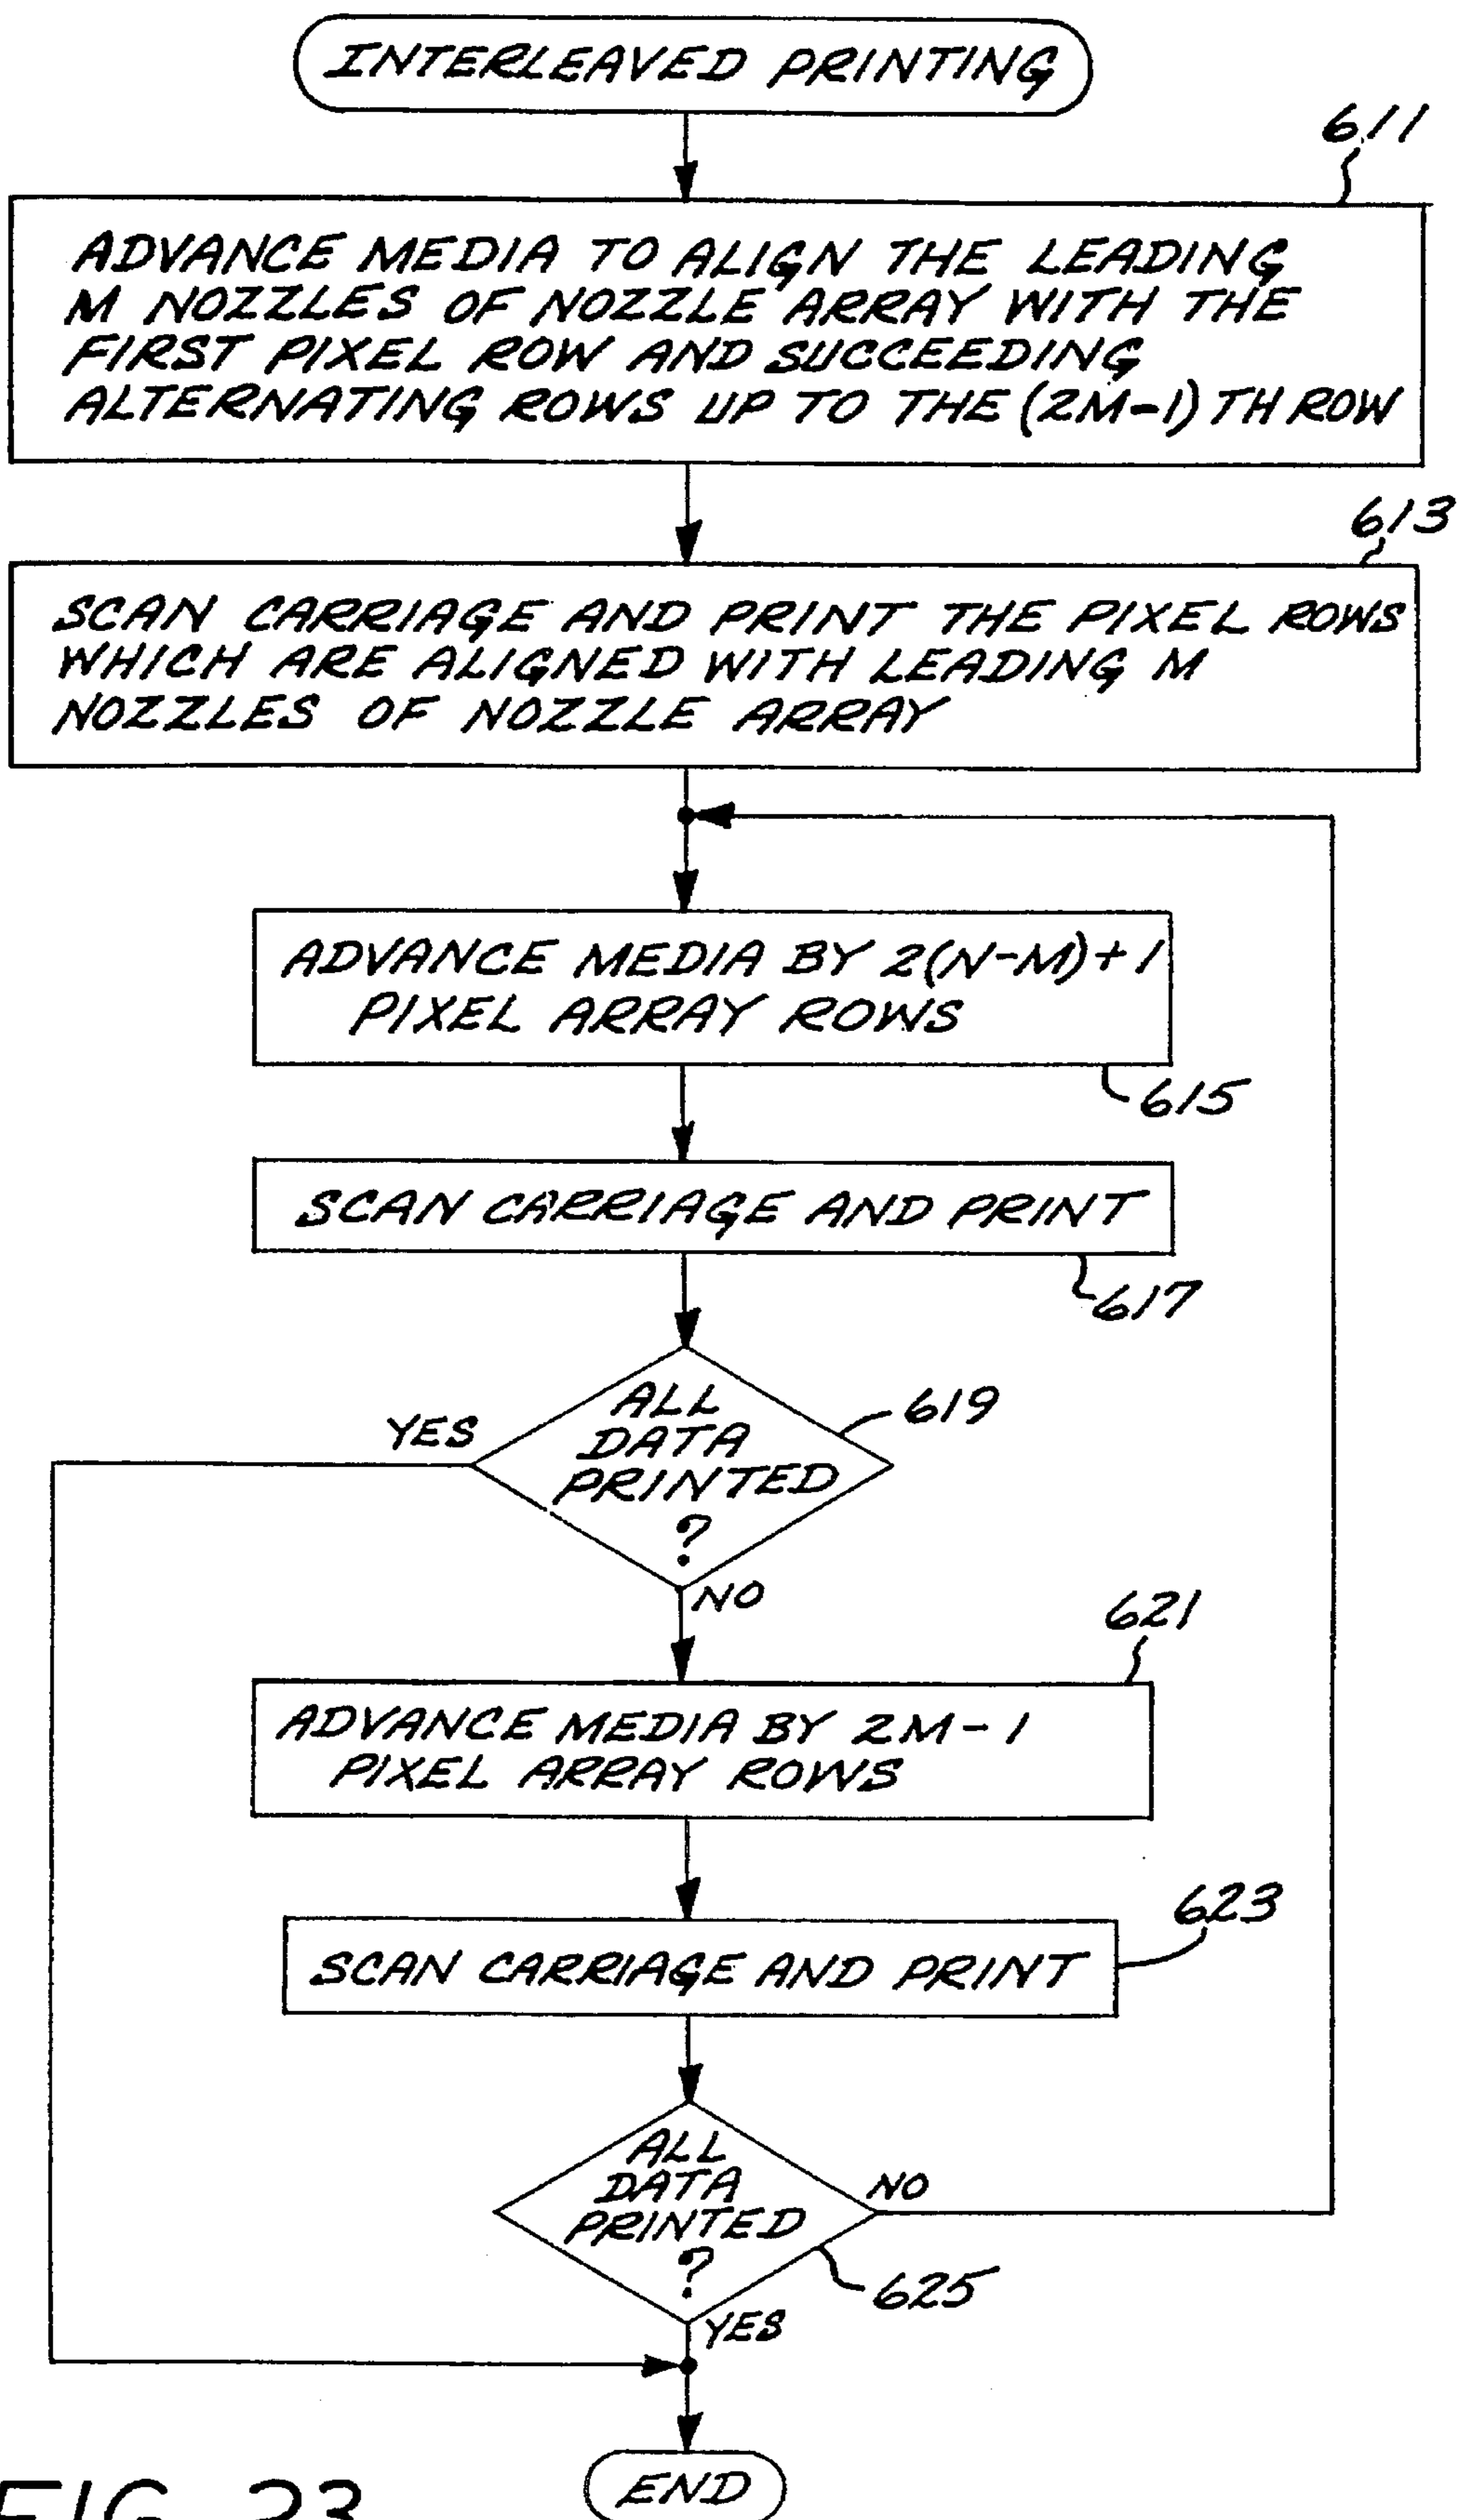 INTERLEAVED PRINTING
611
ADVANCE MEDIA TO ALIGN THE LEADING
M NOZZLES OF NOZZLE ARRAY WITH THE
FIRST PIXEL ROW AND SUCCEEDING
ALTERNATING ROWS UP TO THE (2M-1) TH ROW
613
SCAN CARRIAGE AND PRINT THE PIXEL ROWS
WHICH ARE ALIGNED WITH LEADING M
NOZZLES OF NOZZLE ARRAY
ADVANCE MEDIA BY 2(N-M)+1
PIXEL ARRAY ROWS
615
SCAN CARRIAGE AND PRINT
617
ALL
DATA
PRINTED
?
619
YES
NO
621
ADVANCE MEDIA BY 2M-1
PIXEL ARRAY ROWS
623
SCAN CARRIAGE AND PRINT
ALL
DATA
PRINTED
?
NO
625
YES
END
FIG. 23